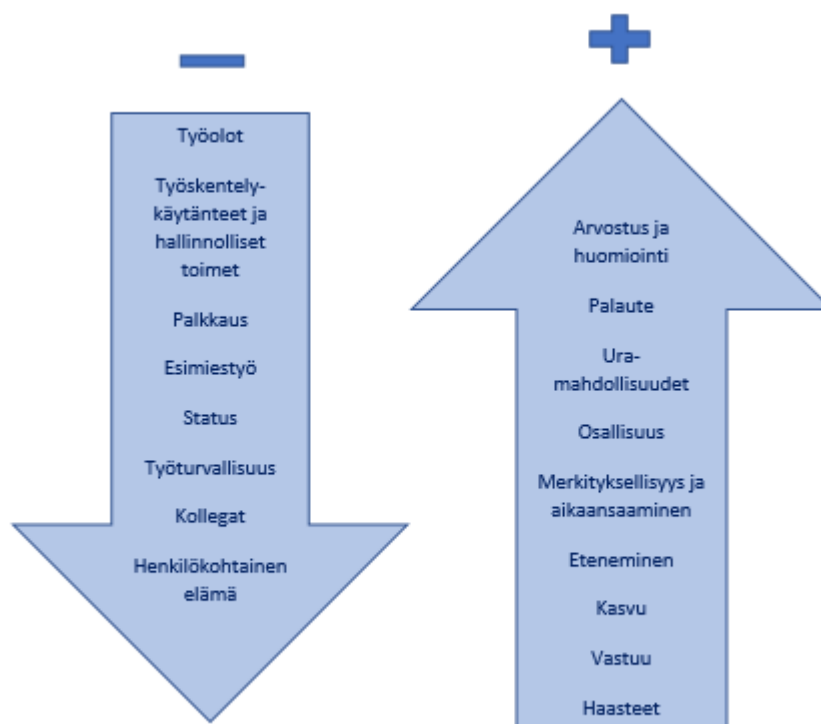 Työolot
Työskentely-
käytänteet ja
hallinnolliset
toimet
Palkkaus
Esimiestyö
Status
Työturvallisuus
Kollegat
Henkilökohtainen
elämä
Arvostus ja
huomiointi
Palaute
Ura-
mahdollisuudet
Osallisuus
Merkityksellisyys ja
aikaansaaminen
Eteneminen
Kasvu
Vastuu
Haasteet